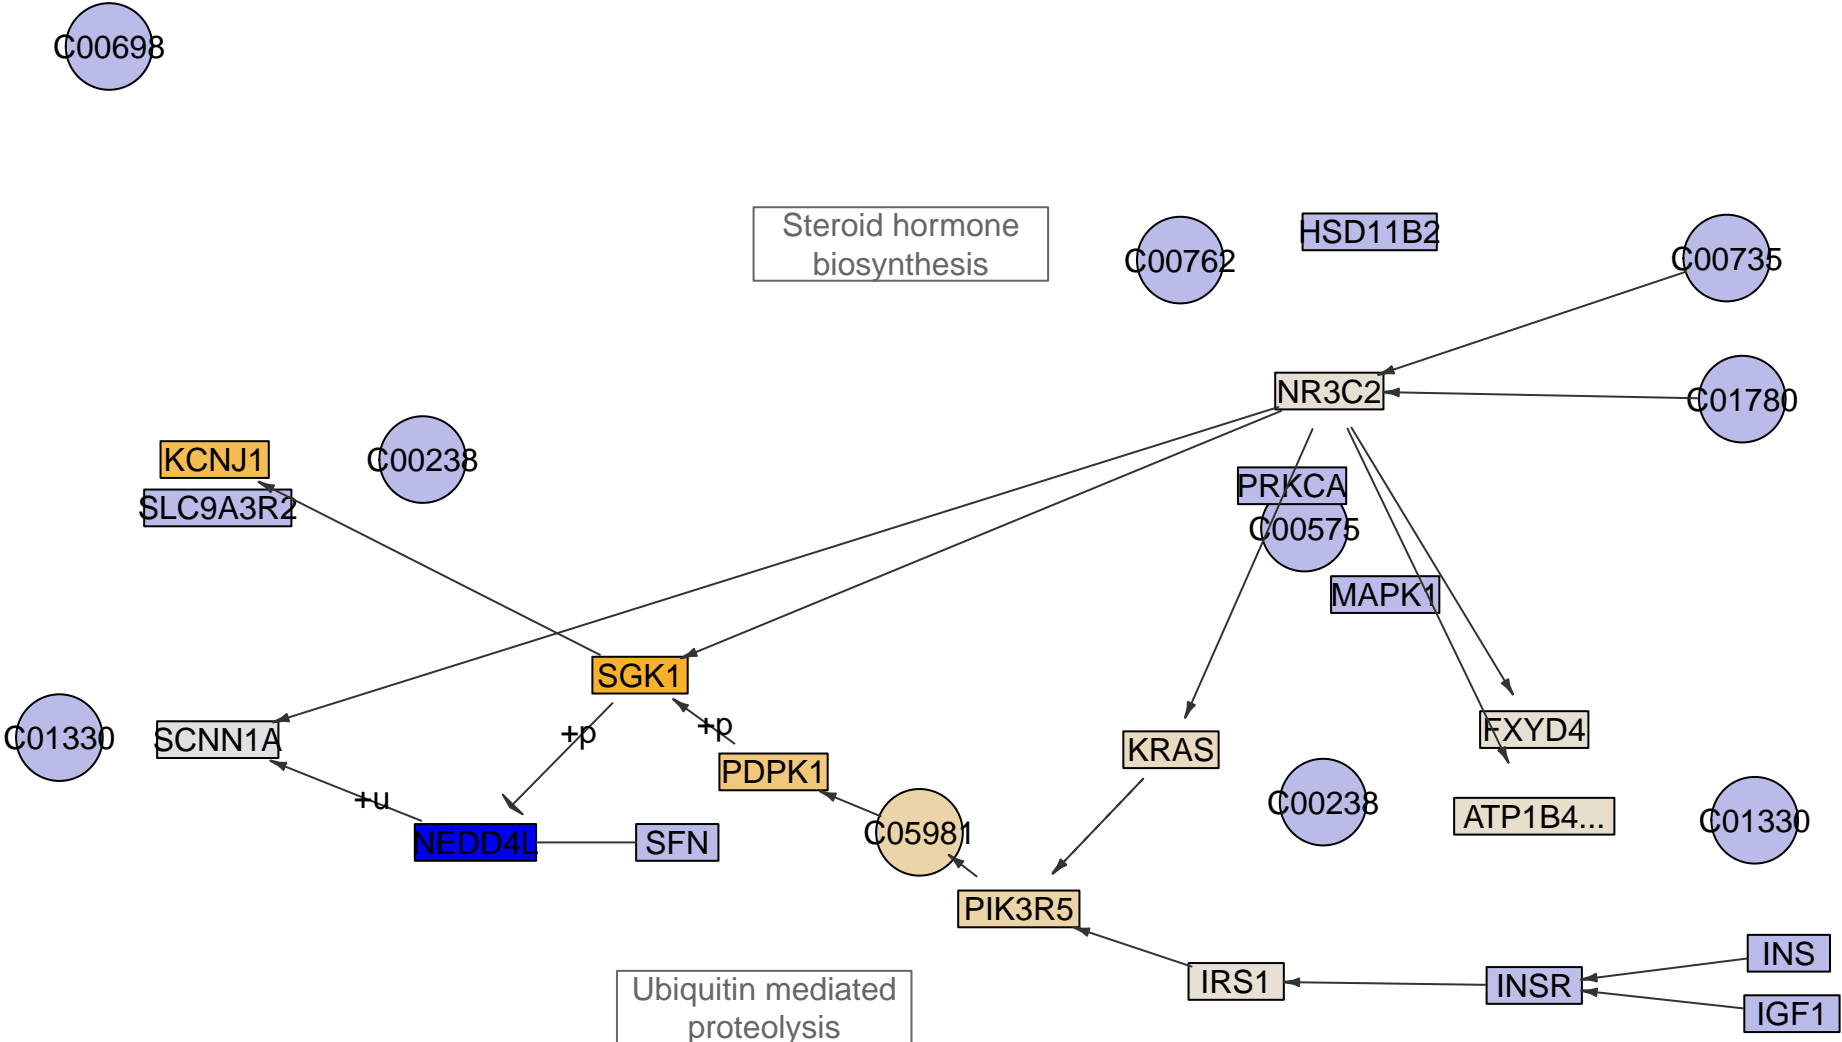 C00698
Steroid hormone
biosynthesis
C00762
HSD11B2
C00735
NR3C2
C01780
KCNJ1
C00238
SLC9A3R2
PRKCA
C00575
MAPK1
SGK1
C01330
SCNN1A
+p
+p
KRAS
FXYD4
PDPK1
+u
C00238
ATP1B4...
C01330
NEDD4L
SFN
C05981
PIK3R5
INS
IRS1
INSR
Ubiquitin mediated
proteolysis
IGF1